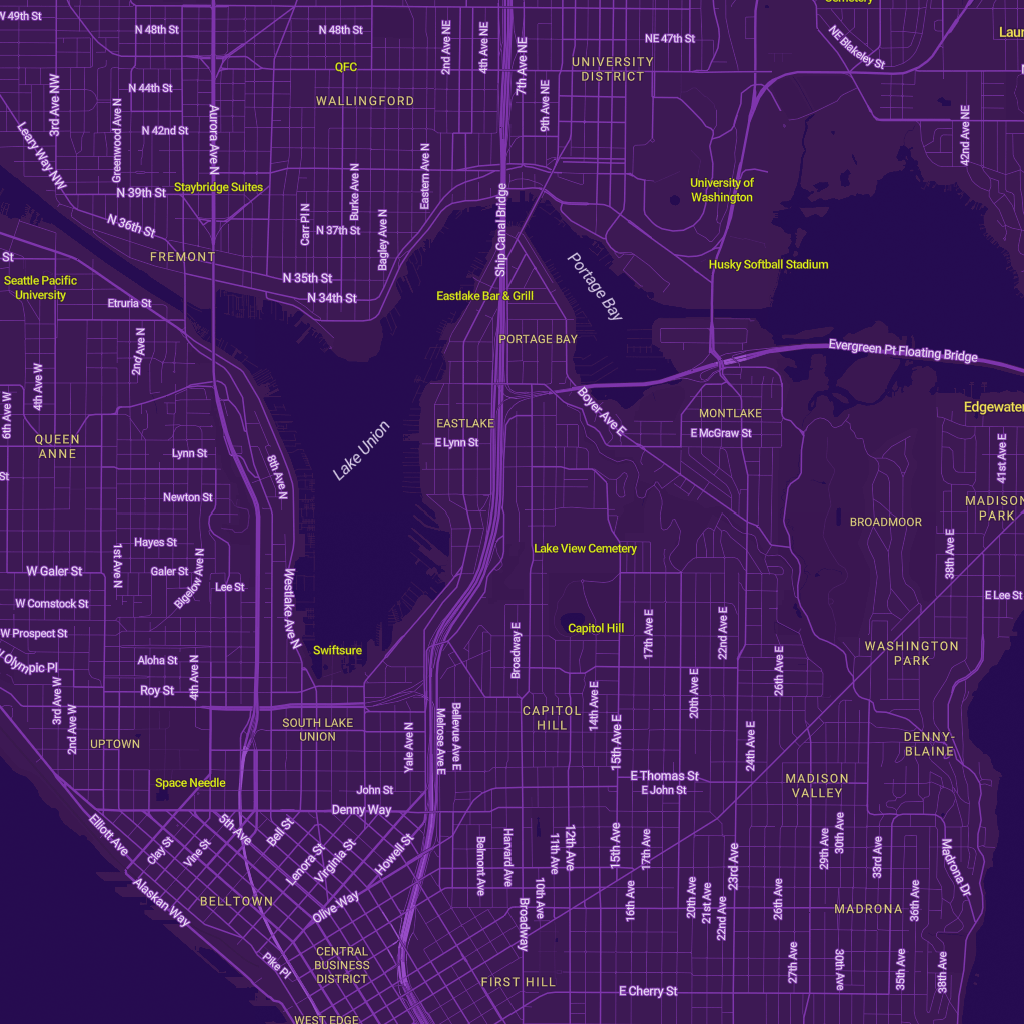 Cemetery
W 49th St
N 48th St
N 48th St
2nd Ave NE
4th Ave NE
7th Ave NE
NE 47th St
NE Blakeley St
Laur
QFC
UNIVERSITY
DISTRICT
3rd Ave NW
N 44th St
WALLINGFORD
9th Ave NE
Greenwood Ave N
Aurora Ave N
N 42nd St
42nd Ave NE
Leary Way NW
N 39th St
Staybridge Suites
Burke Ave N
Eastern Ave N
University of
Washington
N 36th St
Carr Pl N
N 37th St
Bagley Ave N
Ship Canal Bridge
St
FREMONT
Portage Bay
Husky Softball Stadium
Seattle Pacific
University
Etruria St
N 35th St
N 34th St
Eastlake Bar & Grill
2nd Ave N
PORTAGE BAY
Evergreen Pt Floating Bridge
4th Ave W
6th Ave W
Boyer Ave E
MONTLAKE
Edgewater
QUEEN
ANNE
EASTLAKE
E Lynn St
E McGraw St
Lake Union
Lynn St
41st Ave E
St
8th Ave N
Newton St
MADISON
PARK
BROADMOOR
Hayes St
Lake View Cemetery
38th Ave E
W Galer St
1st Ave N
Galer St
Bigelow Ave N
Lee St
Westlake Ave N
E Lee St
W Comstock St
W Prospect St
Capitol Hill
17th Ave E
22nd Ave E
Broadway E
Swiftsure
WASHINGTON
PARK
W Olympic Pl
Aloha St
4th Ave N
26th Ave E
Roy St
3rd Ave W
2nd Ave W
20th Ave E
14th Ave E
CAPITOL
HILL
SOUTH LAKE
UNION
UPTOWN
Yale Ave N
Melrose Ave E
Bellevue Ave E
15th Ave E
24th Ave E
DENNY-
BLAINE
Space Needle
John St
Denny Way
E Thomas St
E John St
MADISON
VALLEY
Elliott Ave
Clay St
Vine St
5th Ave
Bell St
Lenora St
Virginia St
Howell St
Belmont Ave
Harvard Ave
11th Ave
12th Ave
15th Ave
17th Ave
23rd Ave
29th Ave
30th Ave
33rd Ave
Madrona Dr
Alaskan Way
BELLTOWN
Olive Way
10th Ave
Broadway
16th Ave
20th Ave
21st Ave
22nd Ave
26th Ave
MADRONA
36th Ave
Pike Pl
CENTRAL
BUSINESS
DISTRICT
FIRST HILL
E Cherry St
27th Ave
30th Ave
35th Ave
38th Ave
WEST EDGE